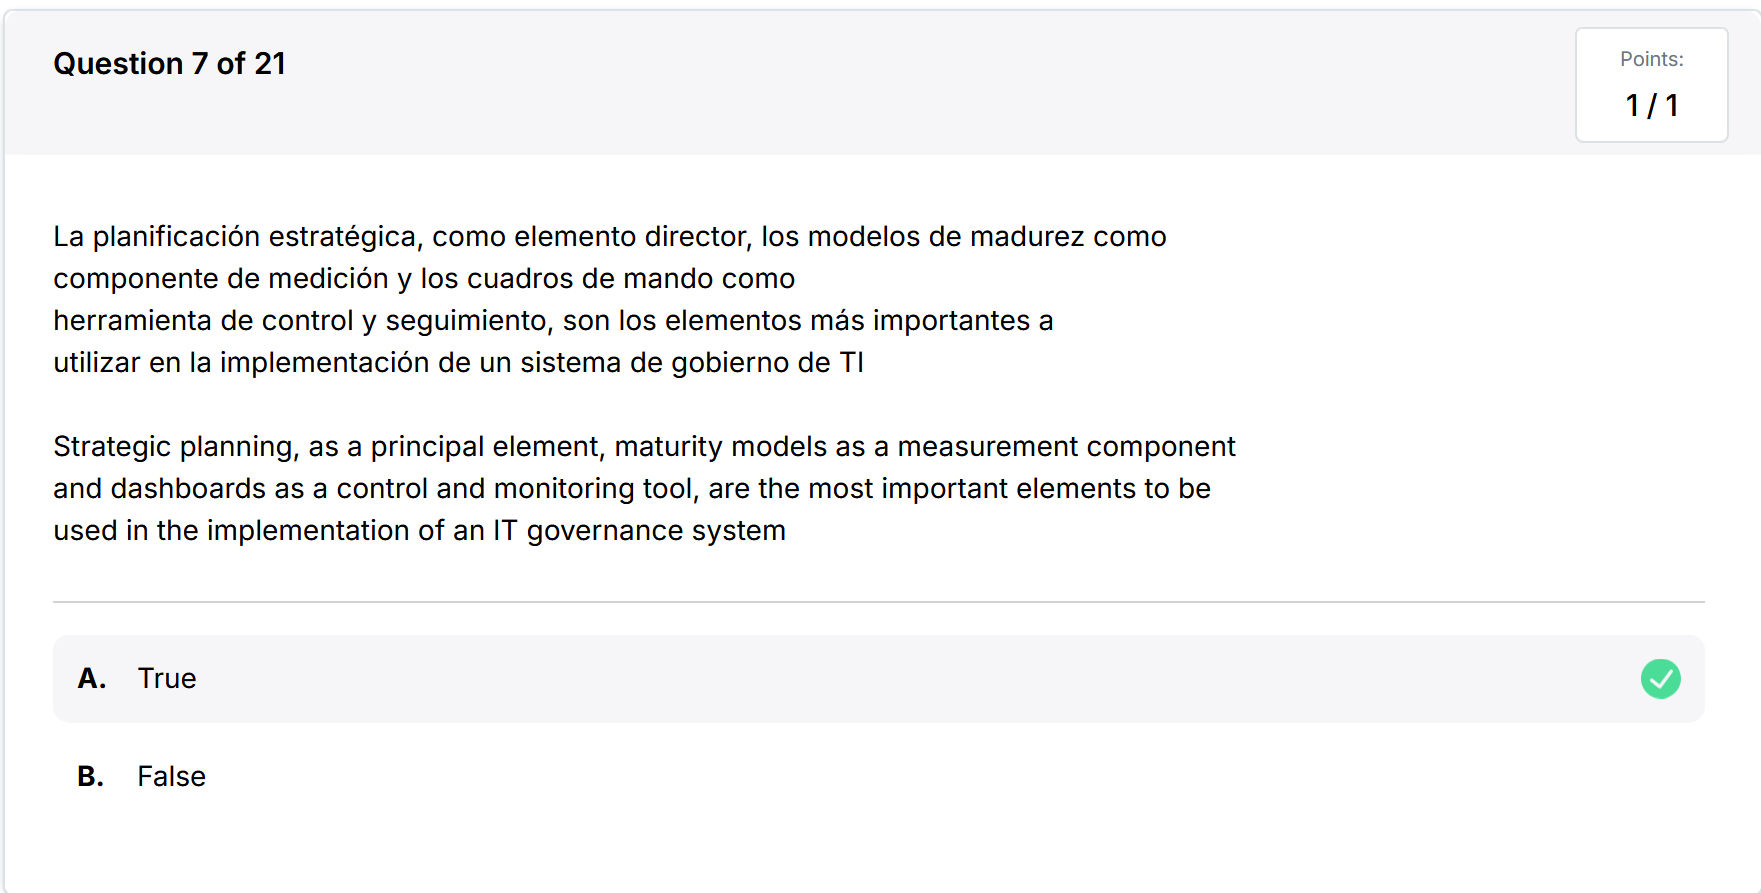 Question 7 of 21
Points:
1 / 1
La planificación estratégica, como elemento director, los modelos de madurez como
componente de medición y los cuadros de mando como
herramienta de control y seguimiento, son los elementos más importantes a
utilizar en la implementación de un sistema de gobierno de TI
Strategic planning, as a principal element, maturity models as a measurement component
and dashboards as a control and monitoring tool, are the most important elements to be
used in the implementation of an IT governance system
A. True
B. False